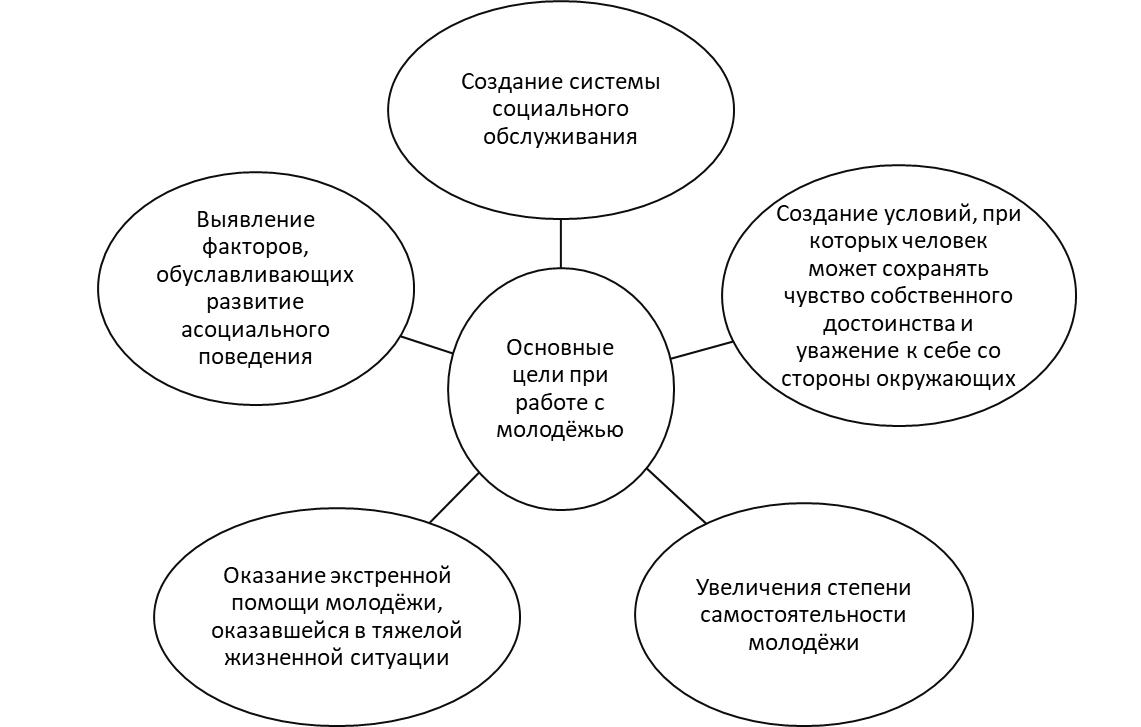 Создание системы
социального
обслуживания
Выявление
факторов,
обуславливающих
развитие
асоциального
поведения
Создание условий, при
которых человек
может сохранять
чувство собственного
достоинства и
уважение к себе со
стороны окружающих
Основные
цели при
работе с
молодёжью
Оказание экстренной
помощи молодёжи,
оказавшейся в тяжелой
жизненной ситуации
Увеличения степени
самостоятельности
молодёжи